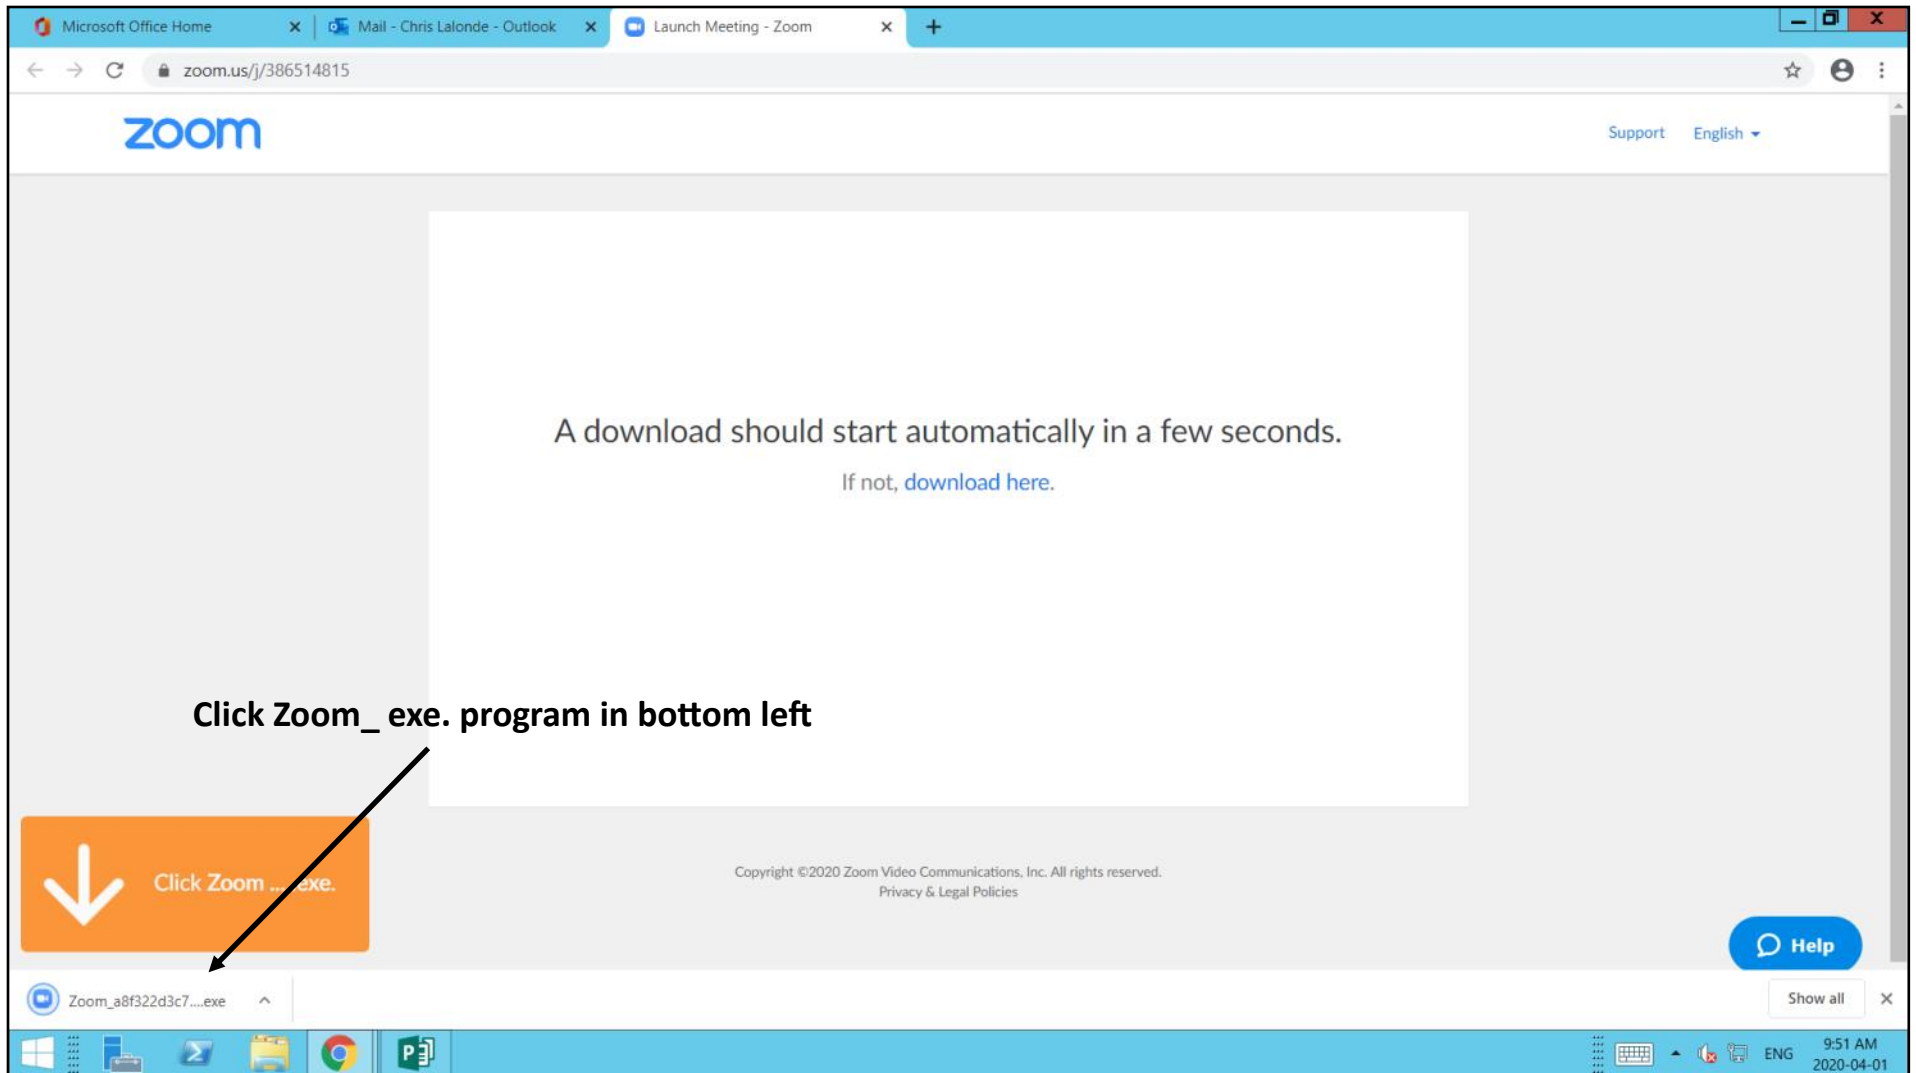 Microsoft Office Home
Mail - Chris Lalonde - Outlook
Launch Meeting - Zoom
zoom.us/j/386514815
zoom
Support English
A download should start automatically in a few seconds.
If not, download here.
Click Zoom_ exe. program in bottom left
Click Zoom ... .exe.
Copyright ©2020 Zoom Video Communications, Inc. All rights reserved.
Privacy & Legal Policies
Help
Zoom_a8f322d3c7....exe
Show all
ENG
9:51 AM
2020-04-01